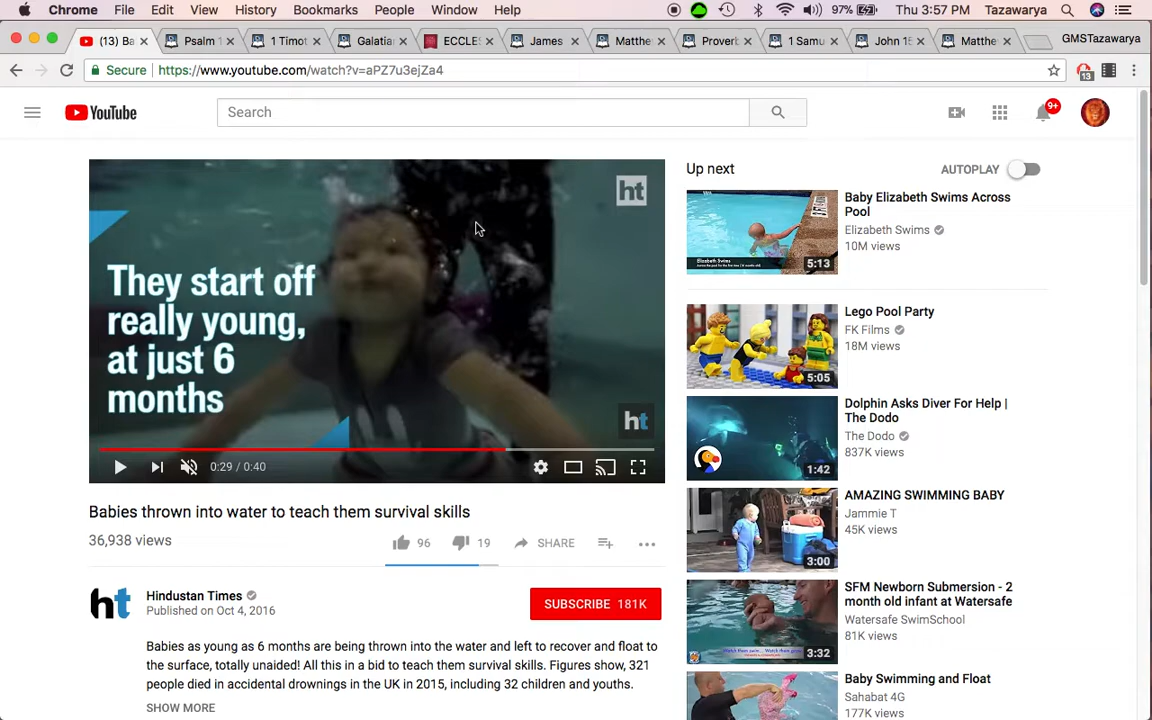 Chrome File Edit View History Bookmarks People Window Help 97% Thu 3:57 PM Tazawarya
(13) Ba Psalm 1 1 Timot Galatia ECCLES James Matthe Proverb 1 Samu John 15 Matthe GMSTazawarya
Secure https://www.youtube.com/watch?v=aPZ7u3ejZa4 13
YouTube Search 9+
Up next AUTOPLAY
ht
They start off
really young,
at just 6
months
ht
0:29 / 0:40
Babies thrown into water to teach them survival skills
36,938 views
96 19 SHARE
ht Hindustan Times
Published on Oct 4, 2016
SUBSCRIBE 181K
Babies as young as 6 months are being thrown into the water and left to recover and float to
the surface, totally unaided! All this in a bid to teach them survival skills. Figures show, 321
people died in accidental drownings in the UK in 2015, including 32 children and youths.
SHOW MORE
5:13
Baby Elizabeth Swims Across
Pool
Elizabeth Swims
10M views
5:05
Lego Pool Party
FK Films
18M views
1:42
Dolphin Asks Diver For Help |
The Dodo
The Dodo
837K views
3:00
AMAZING SWIMMING BABY
Jammie T
45K views
3:32
SFM Newborn Submersion - 2
month old infant at Watersafe
Watersafe SwimSchool
81K views
Baby Swimming and Float
Sahabat 4G
177K views